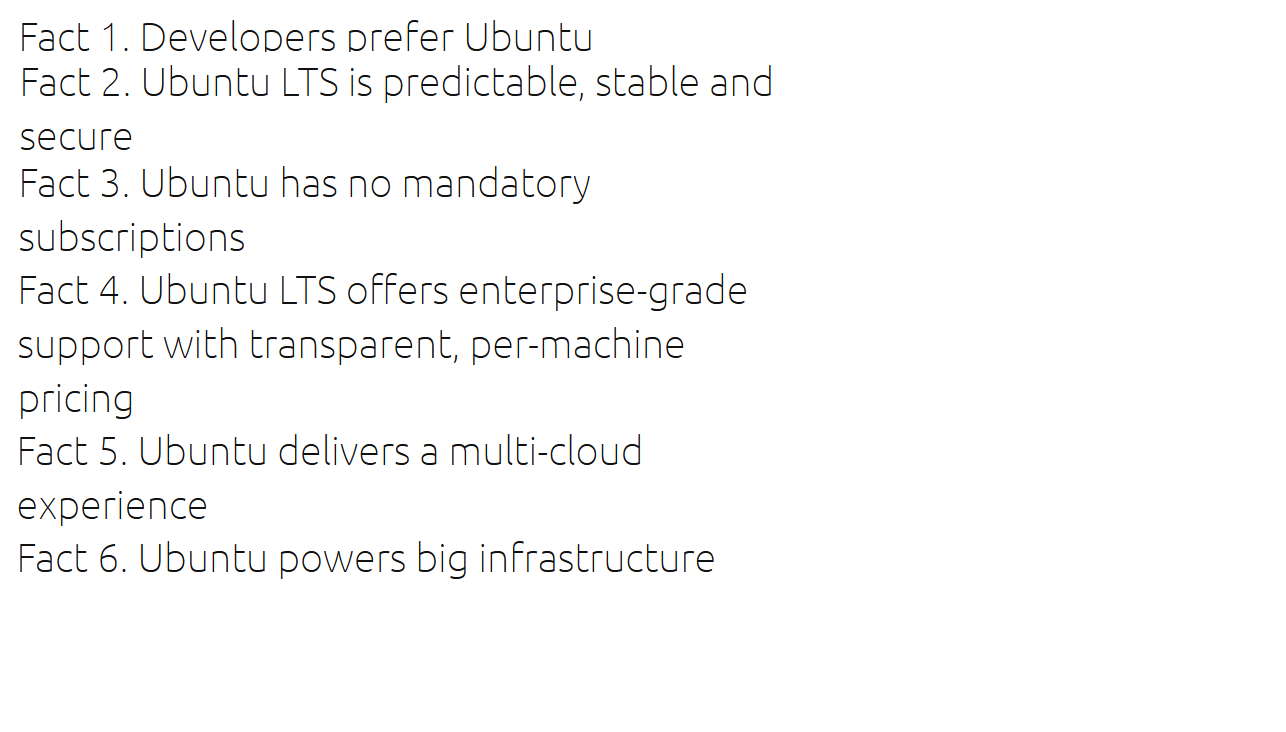 Fact 1. Developers prefer Ubuntu
Fact 2. Ubuntu LTS is predictable, stable and
secure
Fact 3. Ubuntu has no mandatory
subscriptions
Fact 4. Ubuntu LTS offers enterprise-grade
support with transparent, per-machine
pricing
Fact 5. Ubuntu delivers a multi-cloud
experience
Fact 6. Ubuntu powers big infrastructure